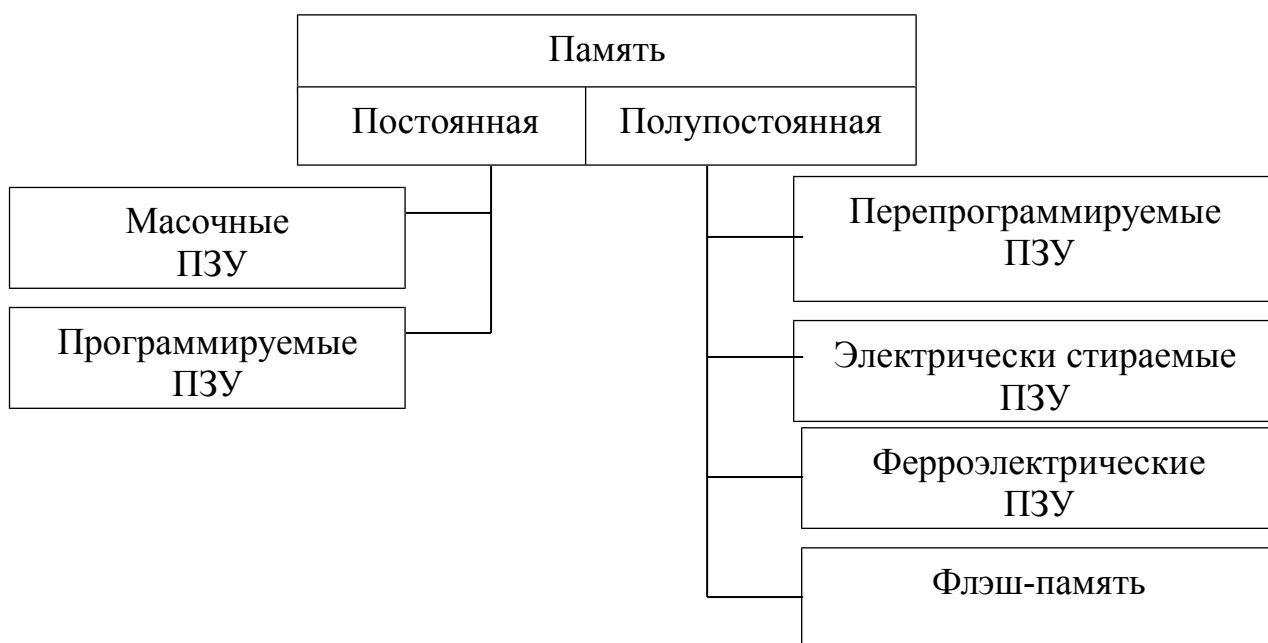 Память
Постоянная
Полупостоянная
Масочные
ПЗУ
Программируемые
ПЗУ
Перепрограммируемые
ПЗУ
Электрически стираемые
ПЗУ
Ферроэлектрические
ПЗУ
Флэш-память